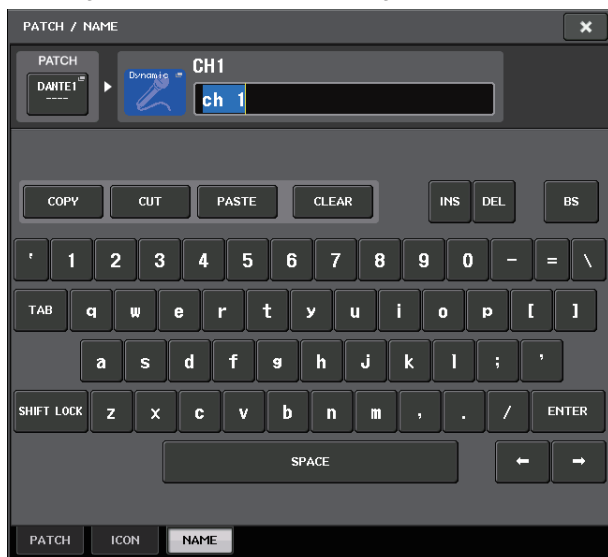 PATCH / NAME ×
PATCH
DANTE1
----
Dynamic
CH1
ch 1
COPY CUT PASTE CLEAR INS DEL BS
' 1 2 3 4 5 6 7 8 9 0 - = \
TAB q w e r t y u i o p [ ]
a s d f g h j k l ; '
SHIFT LOCK z x c v b n m , . / ENTER
SPACE ← →
PATCH ICON NAME